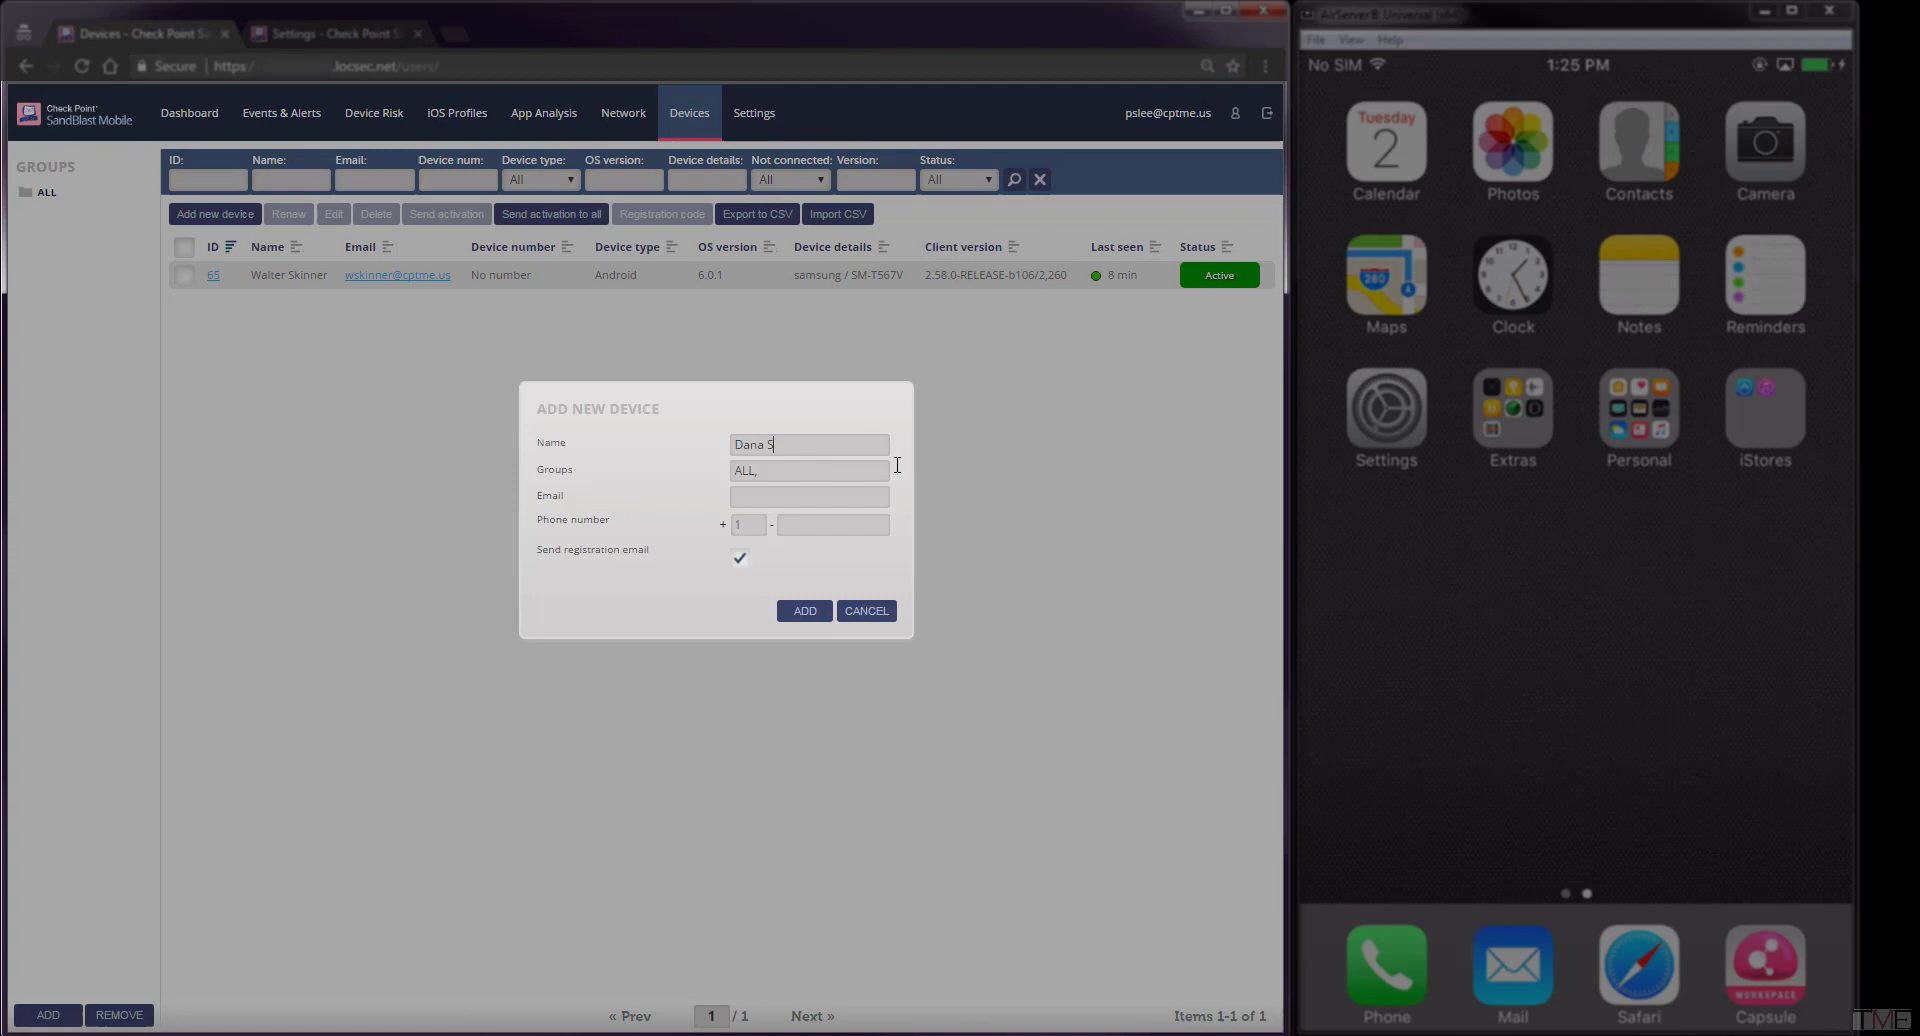 Devices - Check Point Sa
Settings - Check Point S
Secure
https:/
.locsec.net/users/
Check Point
SandBlast Mobile
Dashboard
Events & Alerts
Device Risk
iOS Profiles
App Analysis
Network
Devices
Settings
pslee@cptme.us
GROUPS
ALL
ID:
Name:
Email:
Device num:
Device type:
OS version:
Device details:
Not connected:
Version:
Status:
All
All
All
Add new device
Renew
Edit
Delete
Send activation
Send activation to all
Registration code
Export to CSV
Import CSV
ID
Name
Email
Device number
Device type
OS version
Device details
Client version
Last seen
Status
65
Walter Skinner
wskinner@cptme.us
No number
Android
6.0.1
samsung / SM-T567V
2.58.0-RELEASE-b106/2,260
8 min
Active
ADD NEW DEVICE
Name
Dana S
Groups
ALL,
Email
Phone number
+ 1 -
Send registration email
ADD
CANCEL
ADD
REMOVE
« Prev
1 / 1
Next »
Items 1-1 of 1
AirServer® Universal (x64)
File
View
Help
No SIM
1:25 PM
Tuesday
2
Calendar
Photos
Contacts
Camera
280
Maps
Clock
Notes
Reminders
Settings
Extras
Personal
iStores
WORKSPACE
Phone
Mail
Safari
Capsule
TME